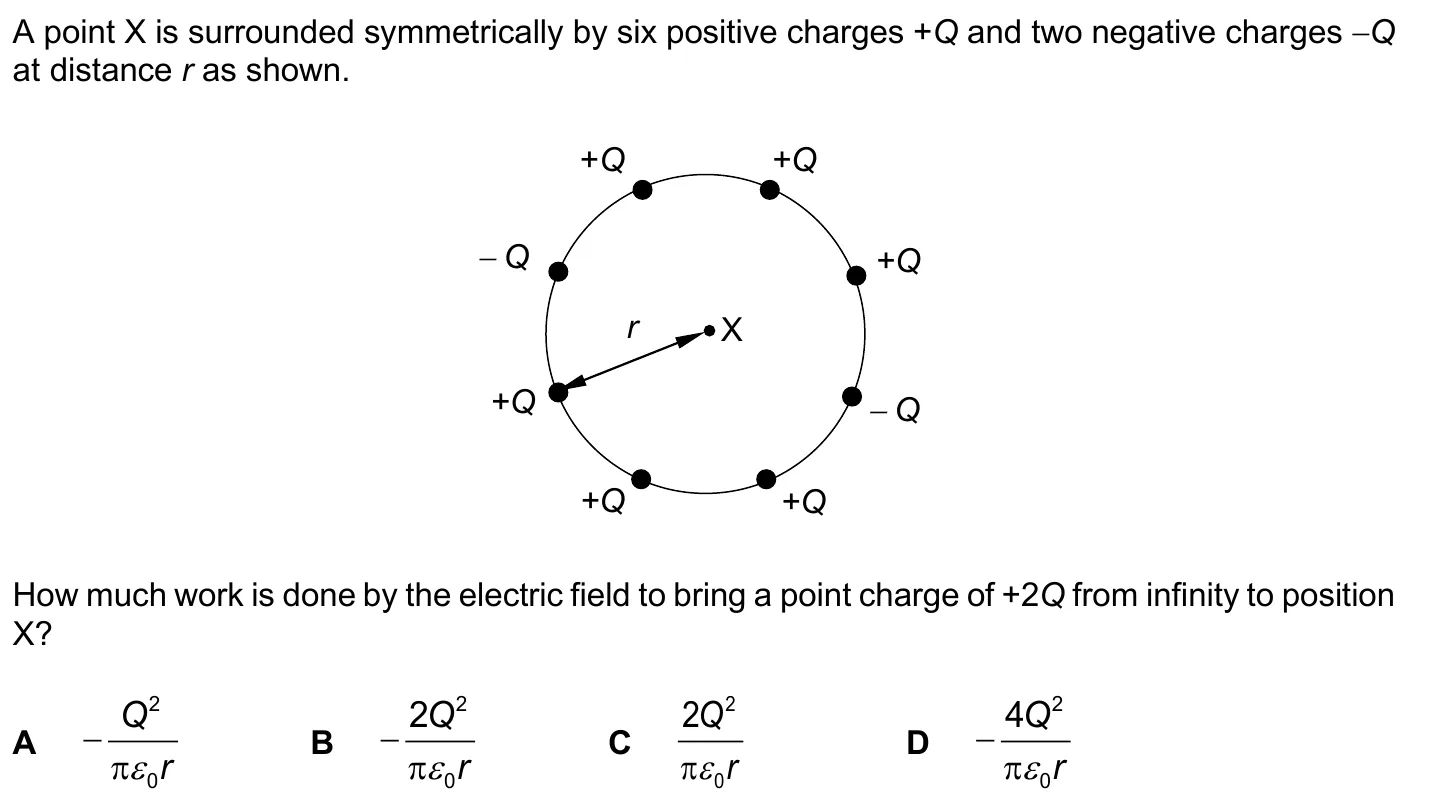 A point X is surrounded symmetrically by six positive charges +Q and two negative charges –Q
at distance r as shown.
+Q +Q
– Q +Q
r X
+Q – Q
+Q +Q
How much work is done by the electric field to bring a point charge of +2Q from infinity to position
X?
A –Q²/πε₀r B –2Q²/πε₀r C 2Q²/πε₀r D –4Q²/πε₀r